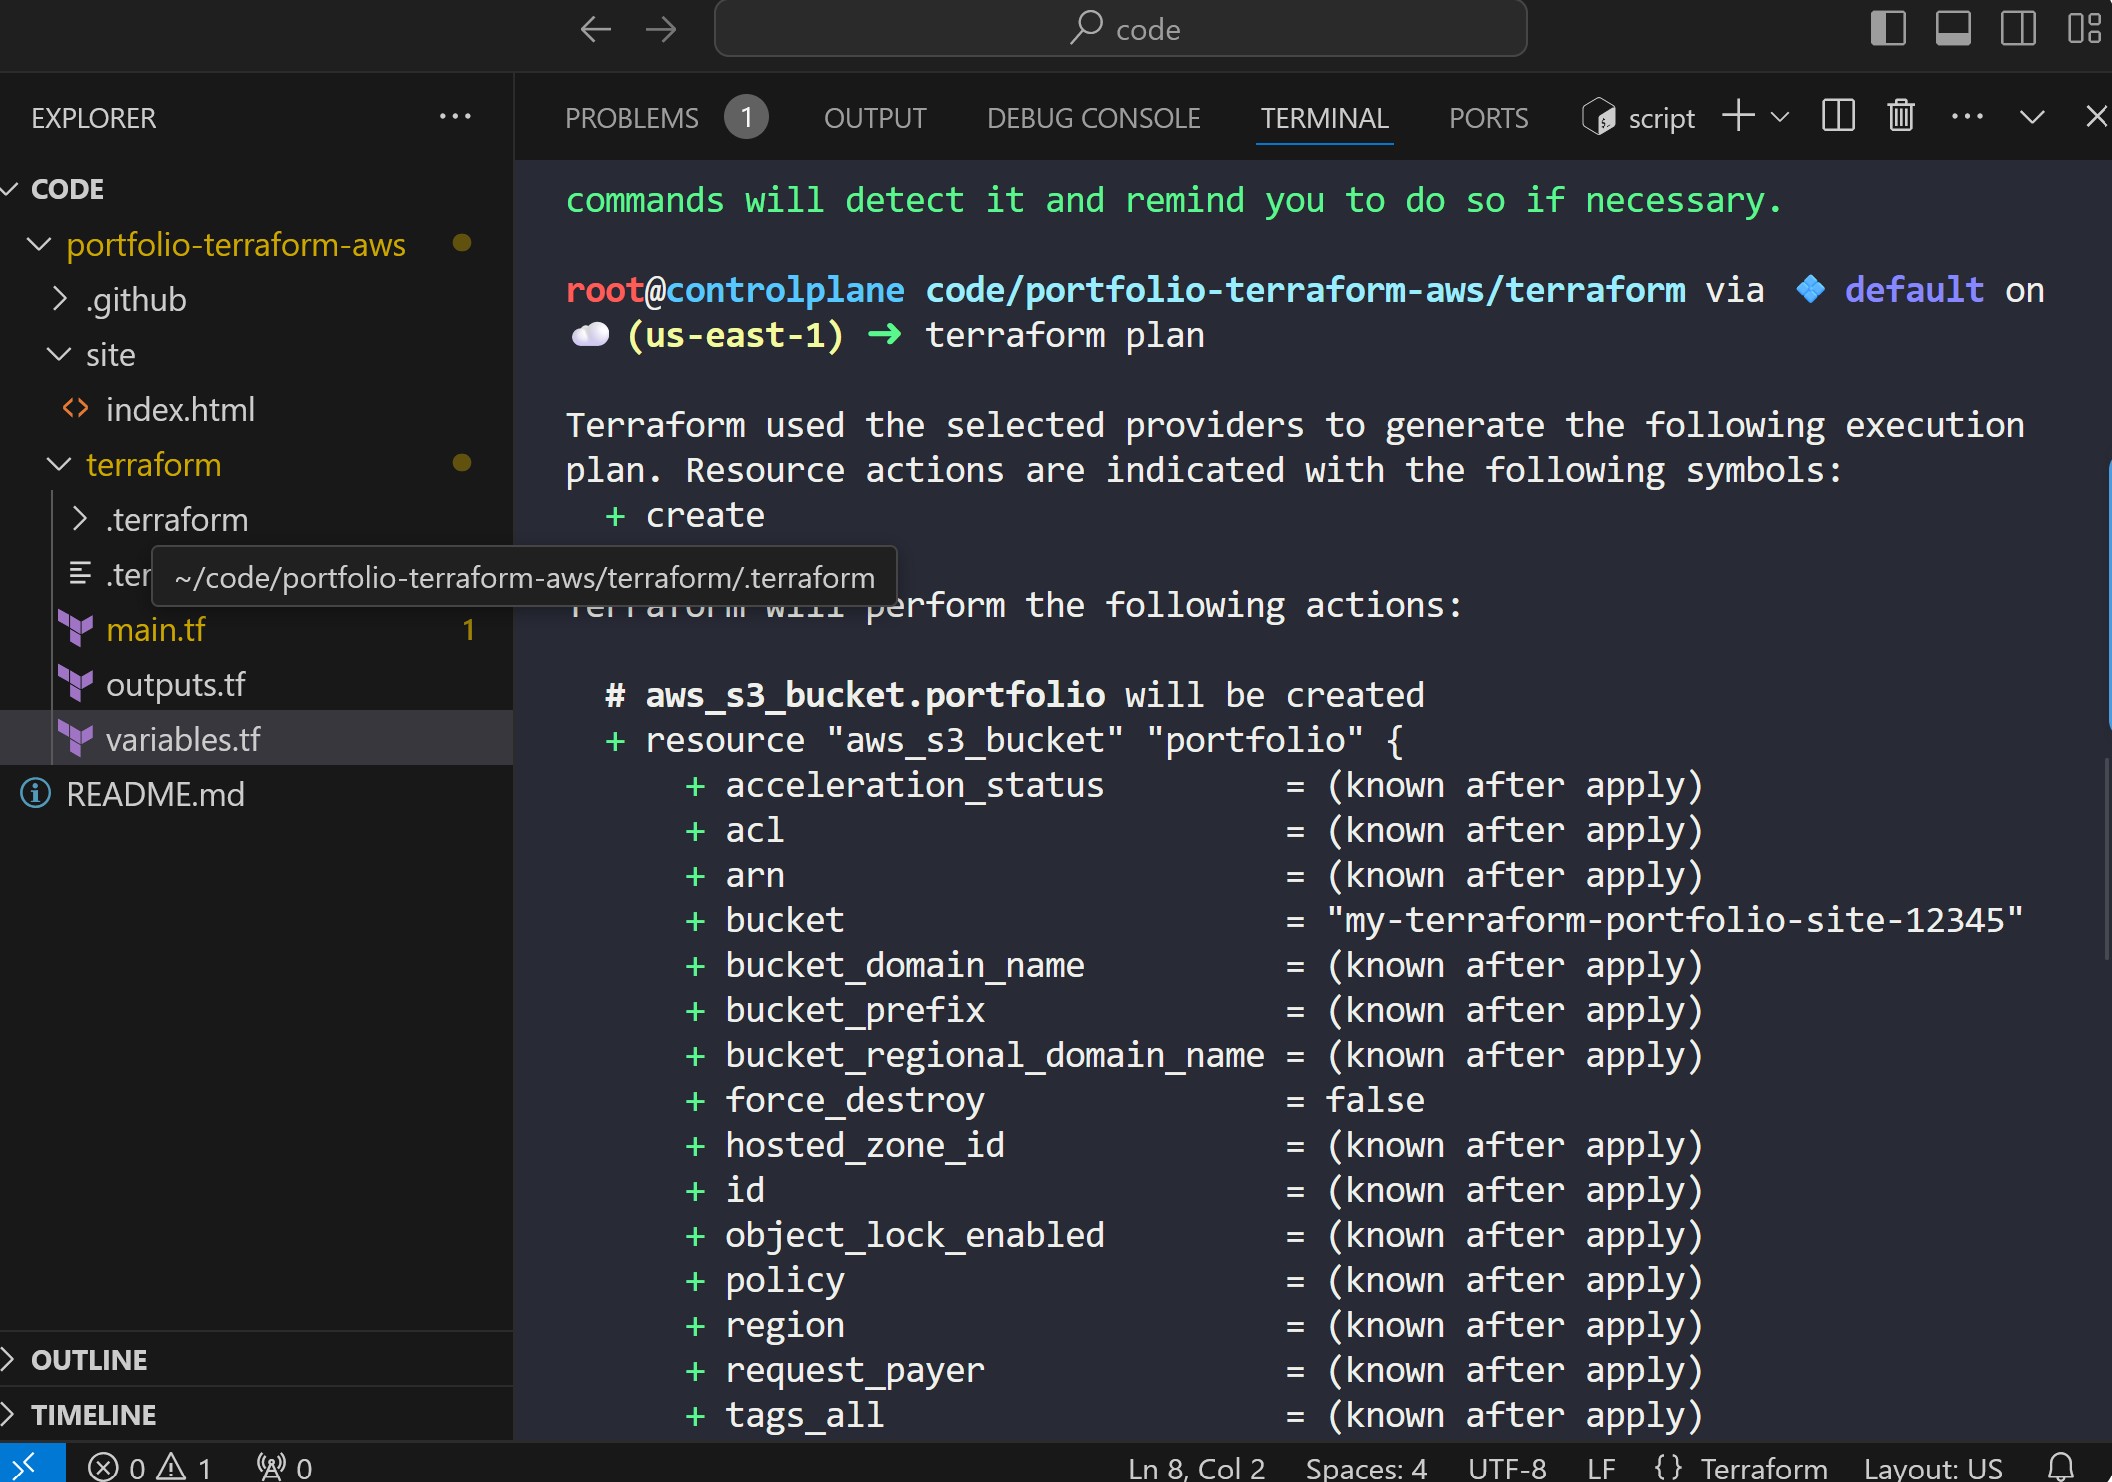 code
EXPLORER
CODE
portfolio-terraform-aws
.github
site
index.html
terraform
.terraform
.ter
~/code/portfolio-terraform-aws/terraform/.terraform
main.tf 1
outputs.tf
variables.tf
README.md
OUTLINE
TIMELINE
PROBLEMS 1 OUTPUT DEBUG CONSOLE TERMINAL PORTS script
commands will detect it and remind you to do so if necessary.
root@controlplane code/portfolio-terraform-aws/terraform via default on
(us-east-1) ➜ terraform plan
Terraform used the selected providers to generate the following execution
plan. Resource actions are indicated with the following symbols:
+ create
Terraform will perform the following actions:
# aws_s3_bucket.portfolio will be created
+ resource "aws_s3_bucket" "portfolio" {
+ acceleration_status = (known after apply)
+ acl = (known after apply)
+ arn = (known after apply)
+ bucket = "my-terraform-portfolio-site-12345"
+ bucket_domain_name = (known after apply)
+ bucket_prefix = (known after apply)
+ bucket_regional_domain_name = (known after apply)
+ force_destroy = false
+ hosted_zone_id = (known after apply)
+ id = (known after apply)
+ object_lock_enabled = (known after apply)
+ policy = (known after apply)
+ region = (known after apply)
+ request_payer = (known after apply)
+ tags_all = (known after apply)
0 1 0 Ln 8, Col 2 Spaces: 4 UTF-8 LF {} Terraform Layout: US